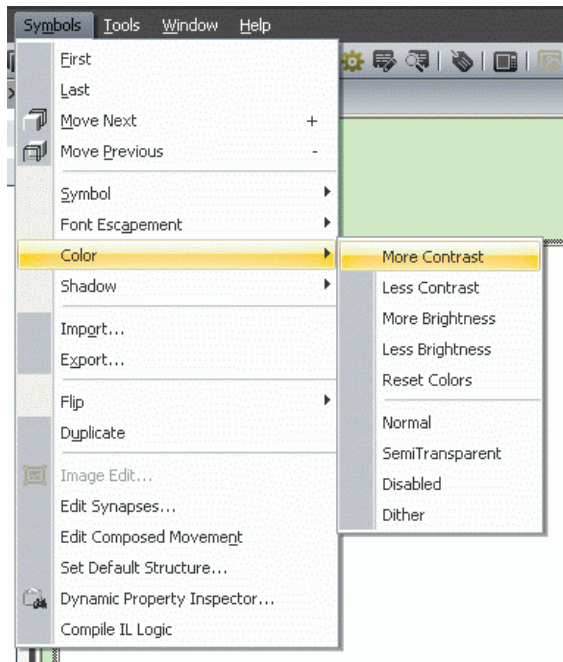 Symbols Tools Window Help
First
Last
Move Next +
Move Previous -
Symbol
Font Escapement
Color
Shadow
Import...
Export...
Flip
Duplicate
Image Edit...
Edit Synapses...
Edit Composed Movement
Set Default Structure...
Dynamic Property Inspector...
Compile IL Logic
More Contrast
Less Contrast
More Brightness
Less Brightness
Reset Colors
Normal
SemiTransparent
Disabled
Dither